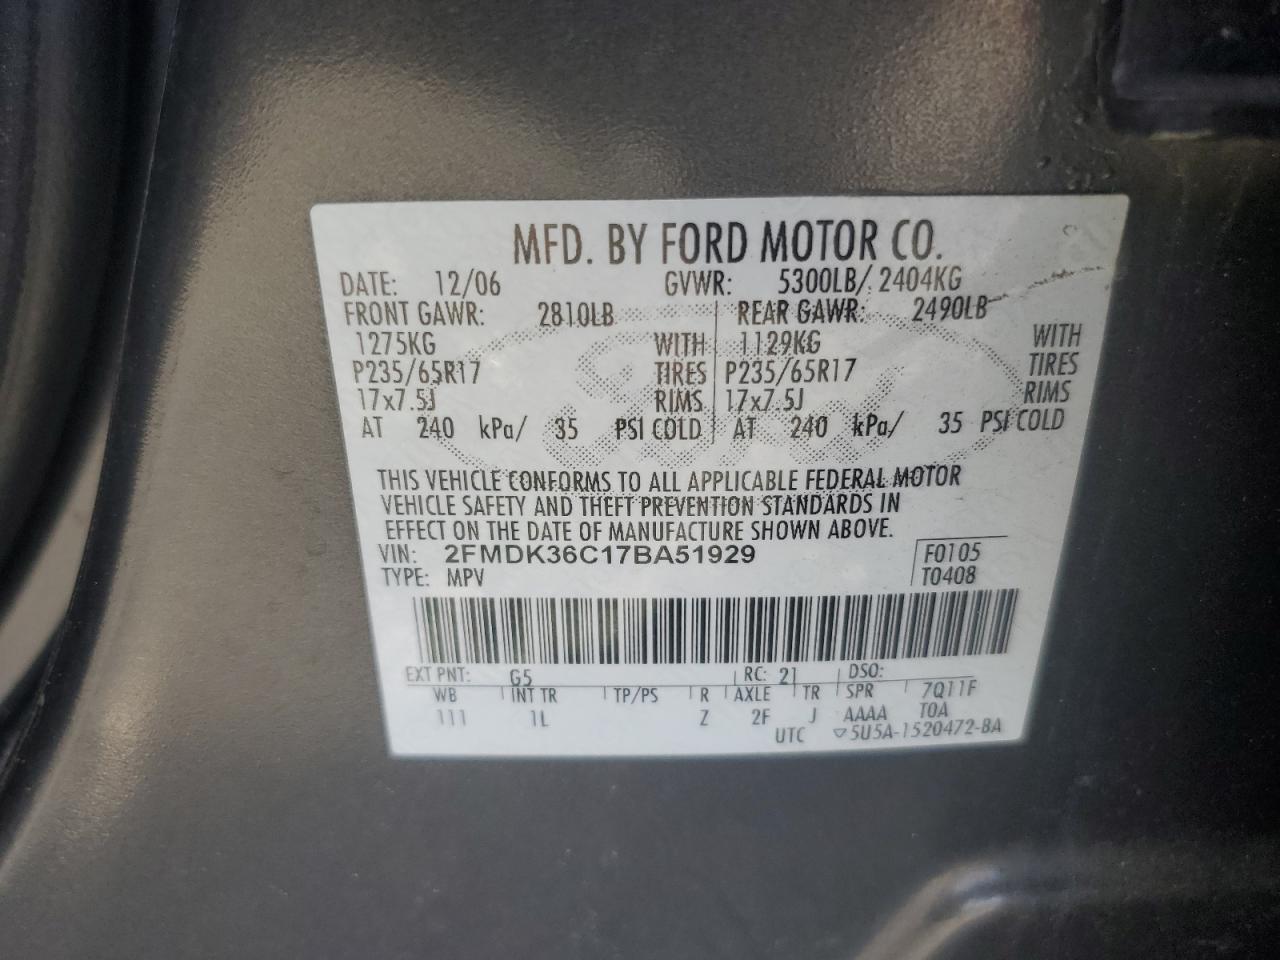 MFD. BY FORD MOTOR CO.
DATE: 12/06 GVWR: 5300LB/ 2404KG
FRONT GAWR: 2810LB REAR GAWR: 2490LB
1275KG WITH 1129KG WITH
P235/65R17 TIRES P235/65R17 TIRES
17x7.5J RIMS 17x7.5J RIMS
AT 240 kPa/ 35 PSI COLD AT 240 kPa/ 35 PSI COLD
THIS VEHICLE CONFORMS TO ALL APPLICABLE FEDERAL MOTOR
VEHICLE SAFETY AND THEFT PREVENTION STANDARDS IN
EFFECT ON THE DATE OF MANUFACTURE SHOWN ABOVE.
VIN: 2FMDK36C17BA51929 F0105
TYPE: MPV T0408
EXT PNT: G5 RC: 21 DSO:
WB INT TR TP/PS R AXLE TR SPR 7Q11F
111 1L Z 2F J AAAA TOA
UTC ▽5U5A-1520472-BA